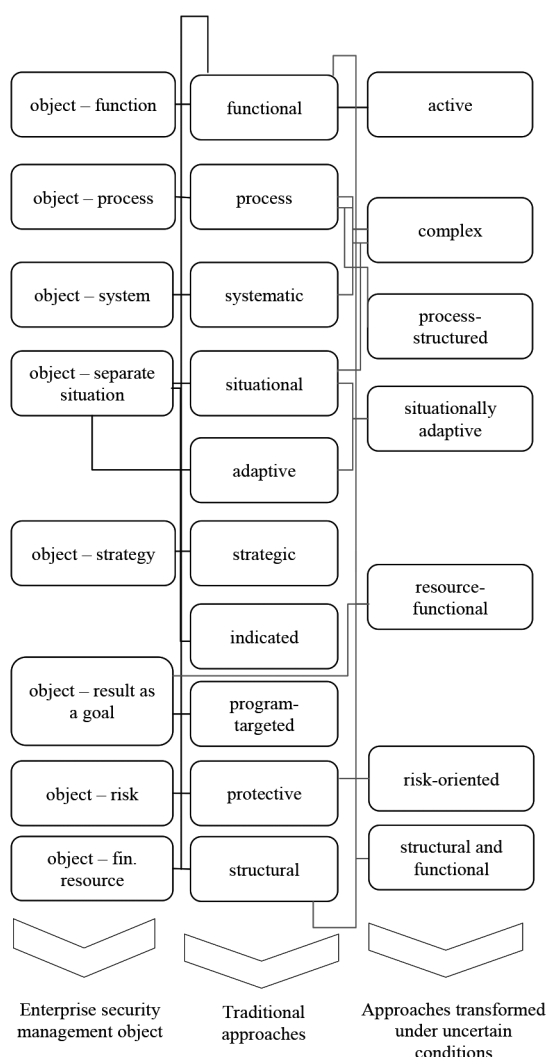 object – function
functional
active
object – process
process
complex
object – system
systematic
process-
structured
object – separate
situation
situational
situationally
adaptive
adaptive
object – strategy
strategic
resource-
functional
indicated
object – result as
a goal
program-
targeted
object – risk
protective
risk-oriented
object – fin.
resource
structural
structural and
functional
Enterprise security
management object
Traditional
approaches
Approaches transformed
under uncertain
conditions